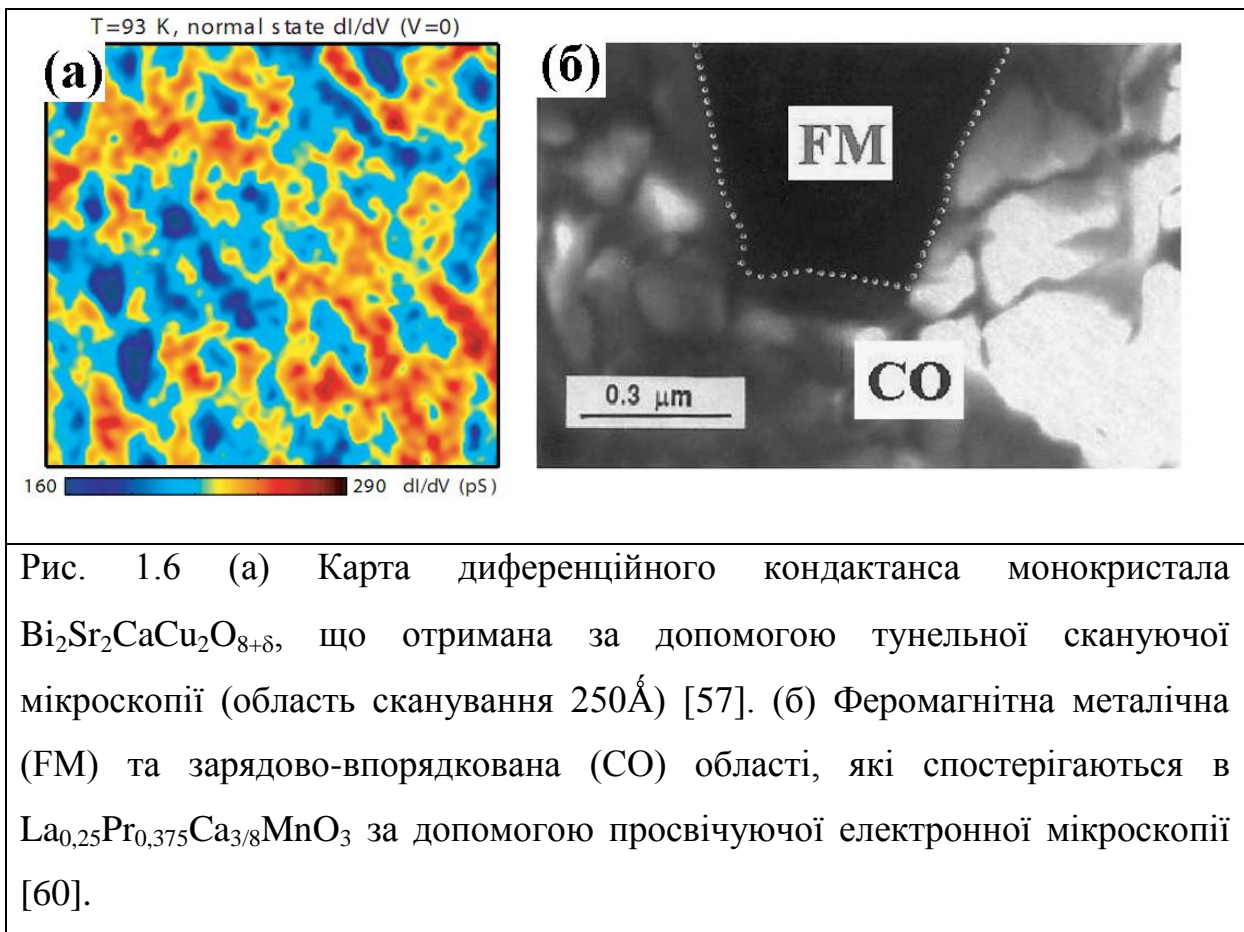 T=93 K, normal state dI/dV (V=0)
(а)
(б)
FM
CO
0.3 μm
160 290 dI/dV (pS)
Рис. 1.6 (а) Карта диференційного кондактанса монокристала
Bi₂Sr₂CaCu₂O₈₊δ, що отримана за допомогою тунельної скануючої
мікроскопії (область сканування 250Ǻ) [57]. (б) Феромагнітна металічна
(FM) та зарядово-впорядкована (CO) області, які спостерігаються в
La₀,₂₅Pr₀,₃₇₅Ca₃/₈MnO₃ за допомогою просвічуючої електронної мікроскопії
[60].